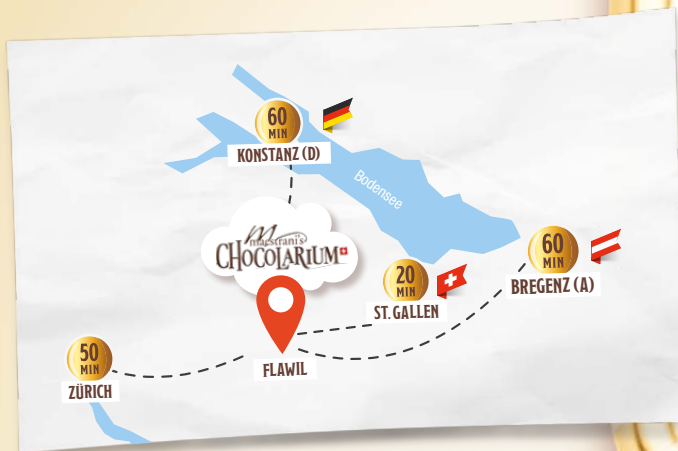 60
MIN
KONSTANZ (D)
Bodensee
maestrani's
CHOCOLARIUM
60
MIN
BREGENZ (A)
20
MIN
ST. GALLEN
50
MIN
ZÜRICH
FLAWIL